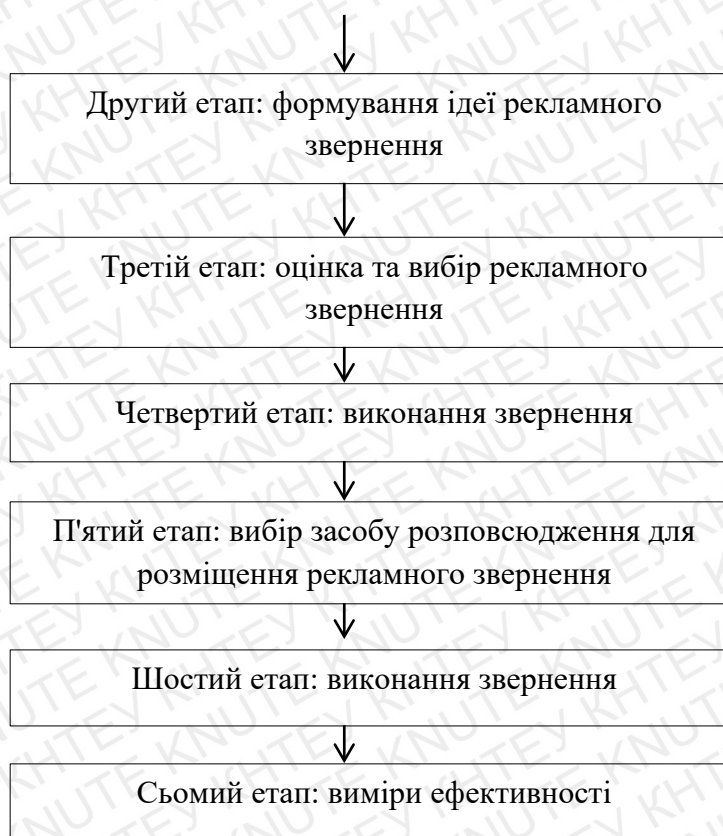 Другий етап: формування ідеї рекламного
звернення
Третій етап: оцінка та вибір рекламного
звернення
Четвертий етап: виконання звернення
П'ятий етап: вибір засобу розповсюдження для
розміщення рекламного звернення
Шостий етап: виконання звернення
Сьомий етап: виміри ефективності